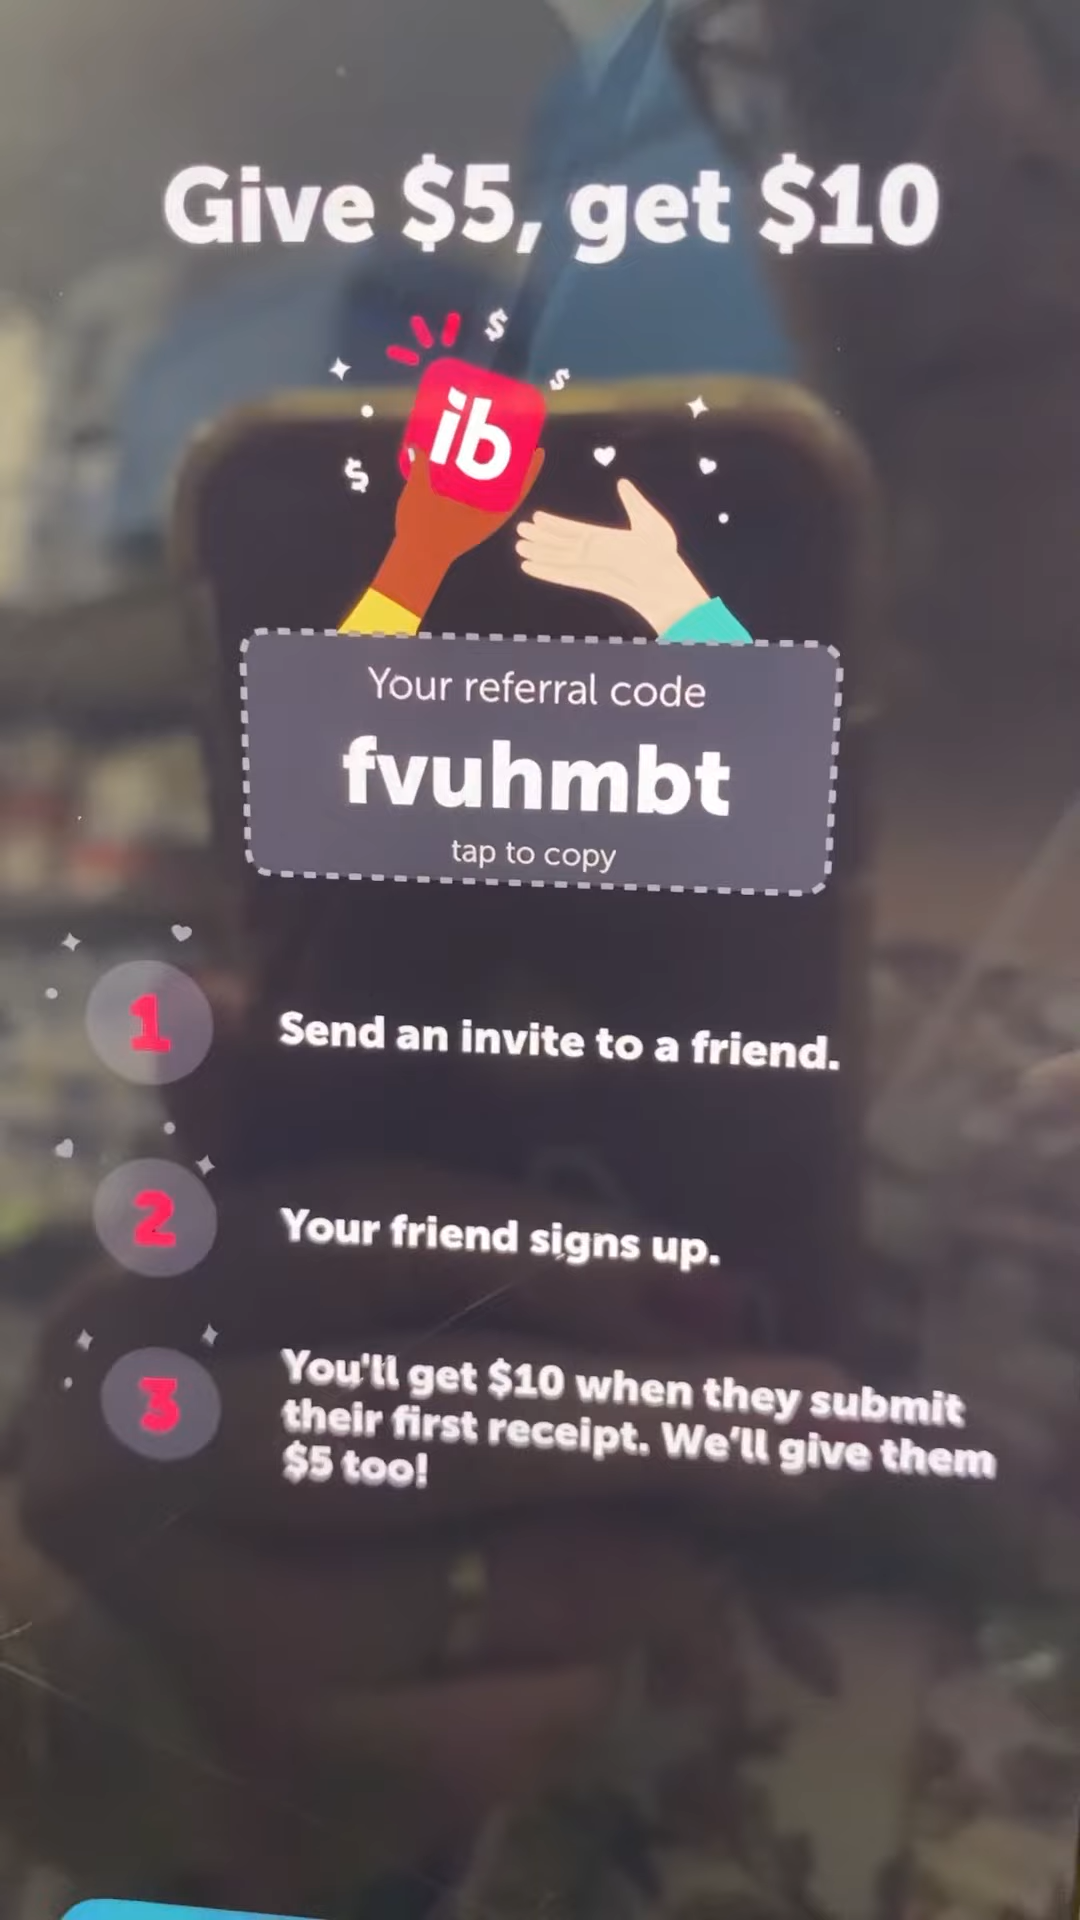 Give $5, get $10
$
$
ib
$
Your referral code
fvuhmbt
tap to copy
1
Send an invite to a friend.
2
Your friend signs up.
3
You'll get $10 when they submit
their first receipt. We'll give them
$5 too!